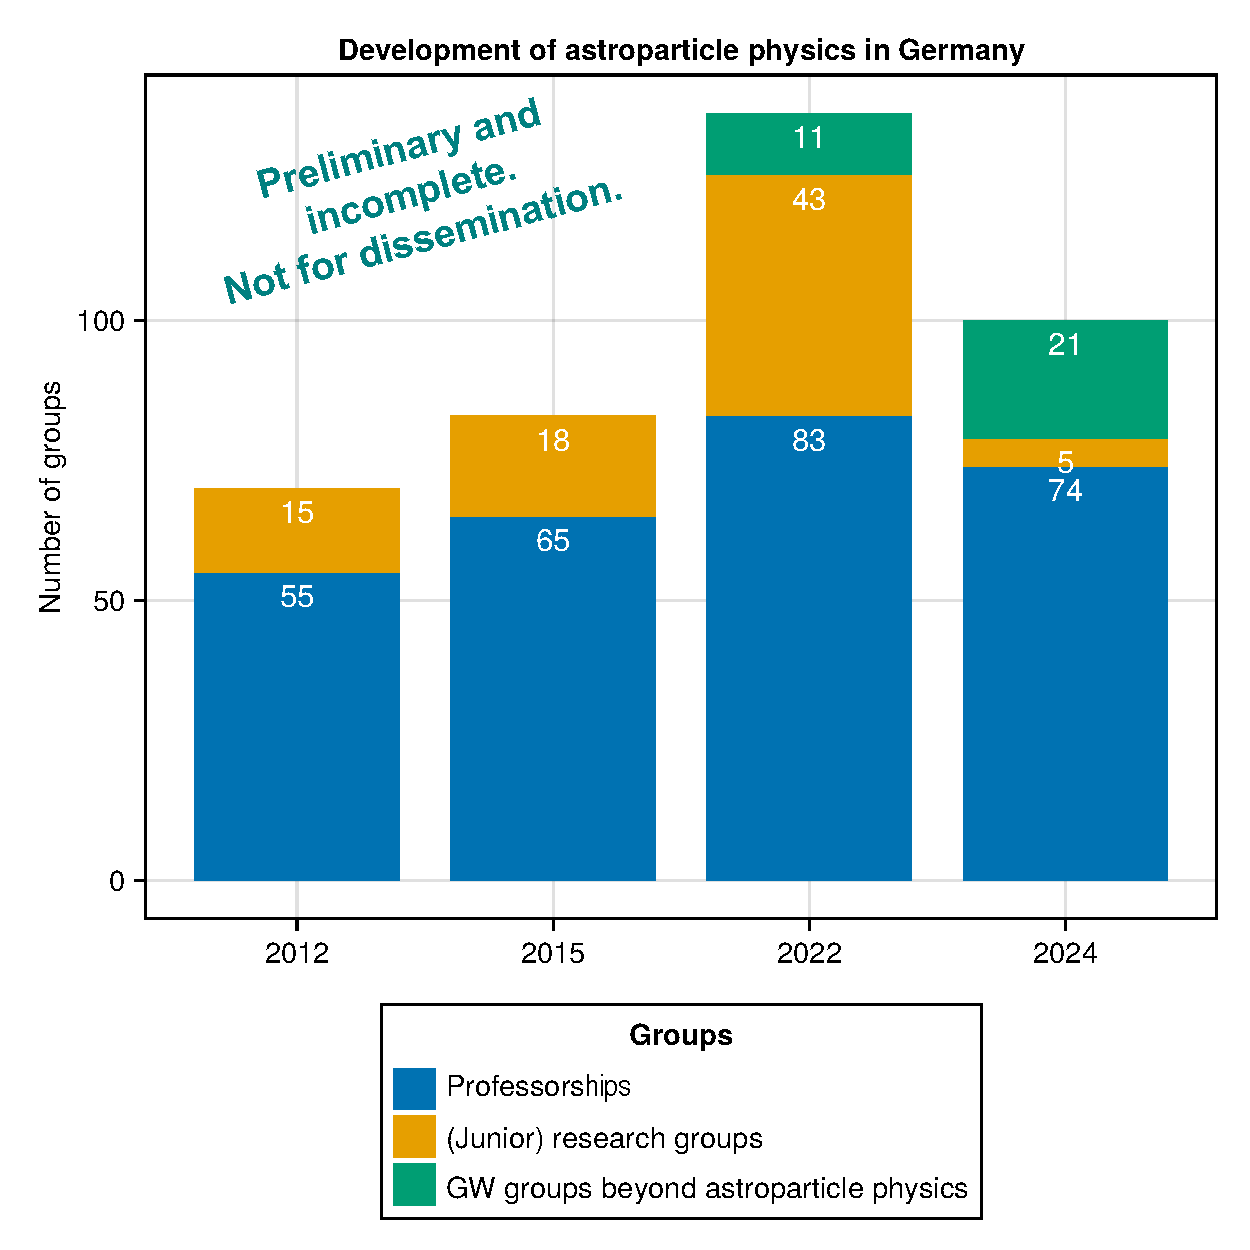 Development of astroparticle physics in Germany
Preliminary and
incomplete.
Not for dissemination.
Number of groups
100
50
0
15
55
18
65
11
43
83
21
5
74
2012
2015
2022
2024
Groups
Professorships
(Junior) research groups
GW groups beyond astroparticle physics